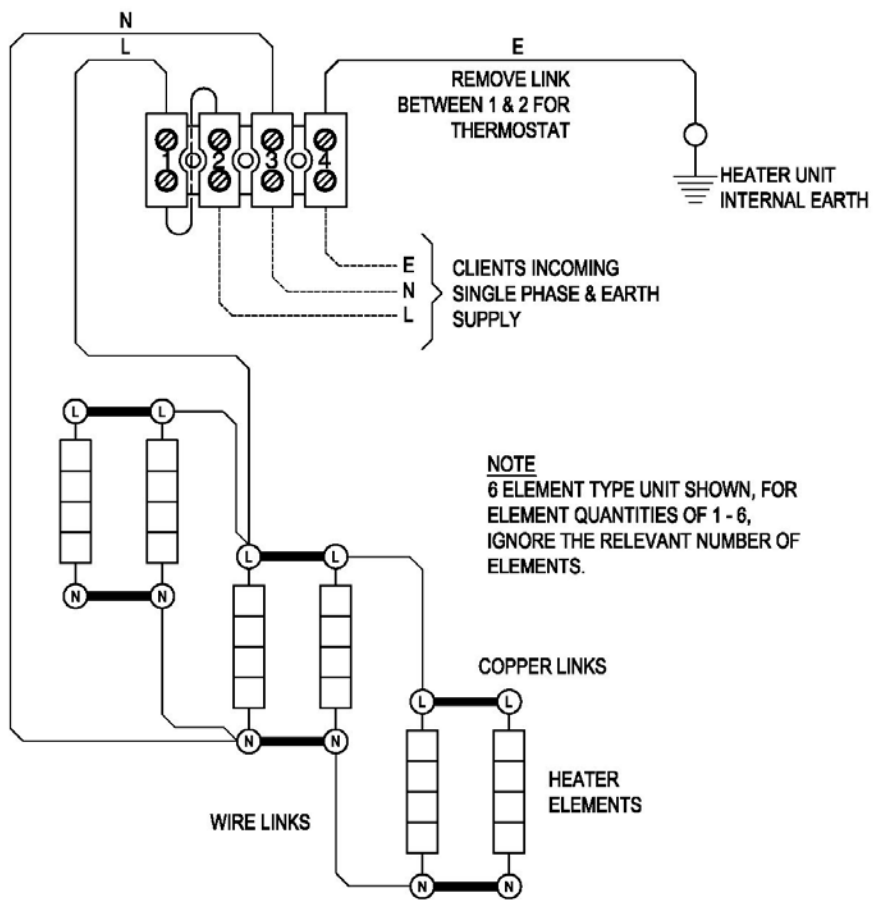 N
L
E
REMOVE LINK
BETWEEN 1 & 2 FOR
THERMOSTAT
1 2 3 4
HEATER UNIT
INTERNAL EARTH
E
N
L
CLIENTS INCOMING
SINGLE PHASE & EARTH
SUPPLY
L L
NOTE
6 ELEMENT TYPE UNIT SHOWN, FOR
ELEMENT QUANTITIES OF 1 - 6,
IGNORE THE RELEVANT NUMBER OF
ELEMENTS.
L L
N N
COPPER LINKS
L L
N N
HEATER
ELEMENTS
WIRE LINKS
N N